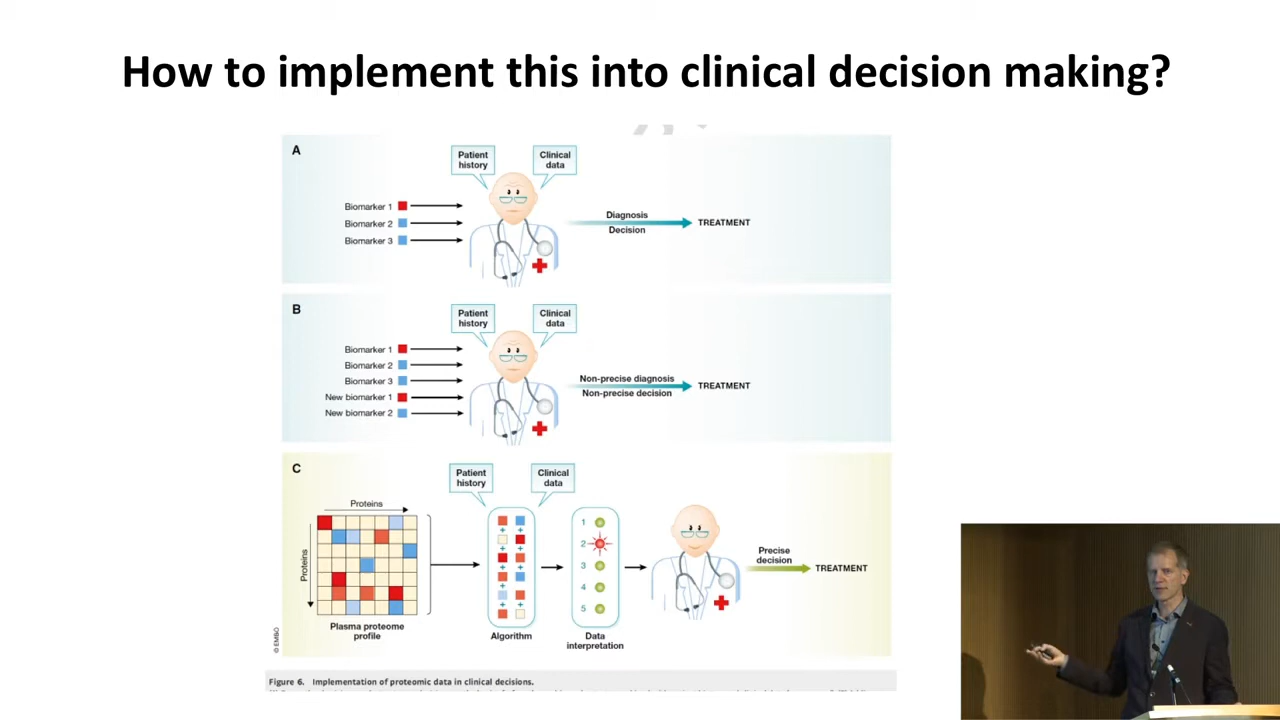 How to implement this into clinical decision making?
A
Patient
history
Clinical
data
Biomarker 1
Biomarker 2
Biomarker 3
Diagnosis
Decision
TREATMENT
B
Patient
history
Clinical
data
Biomarker 1
Biomarker 2
Biomarker 3
New biomarker 1
New biomarker 2
Non-precise diagnosis
Non-precise decision
TREATMENT
C
Patient
history
Clinical
data
Proteins
Proteins
Plasma proteome
profile
Algorithm
1
2
3
4
5
Data
interpretation
Precise
decision
TREATMENT
© EMBO
Figure 6. Implementation of proteomic data in clinical decisions.